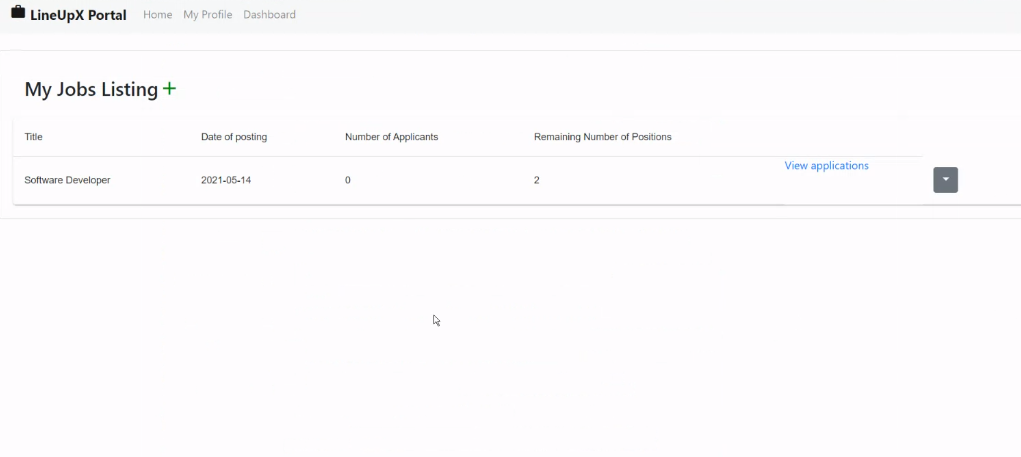 LineUpX Portal Home My Profile Dashboard
My Jobs Listing +
Title Date of posting Number of Applicants Remaining Number of Positions
Software Developer 2021-05-14 0 2 View applications